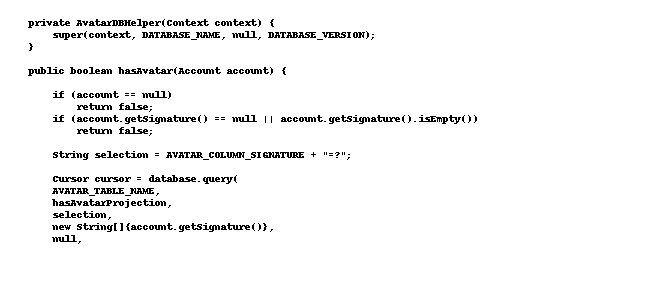 private AvatarDBHelper(Context context) {
super(context, DATABASE_NAME, null, DATABASE_VERSION);
}
public boolean hasAvatar(Account account) {
if (account == null)
return false;
if (account.getSignature() == null || account.getSignature().isEmpty())
return false;
String selection = AVATAR_COLUMN_SIGNATURE + "=?";
Cursor cursor = database.query(
AVATAR_TABLE_NAME,
hasAvatarProjection,
selection,
new String[]{account.getSignature()},
null,